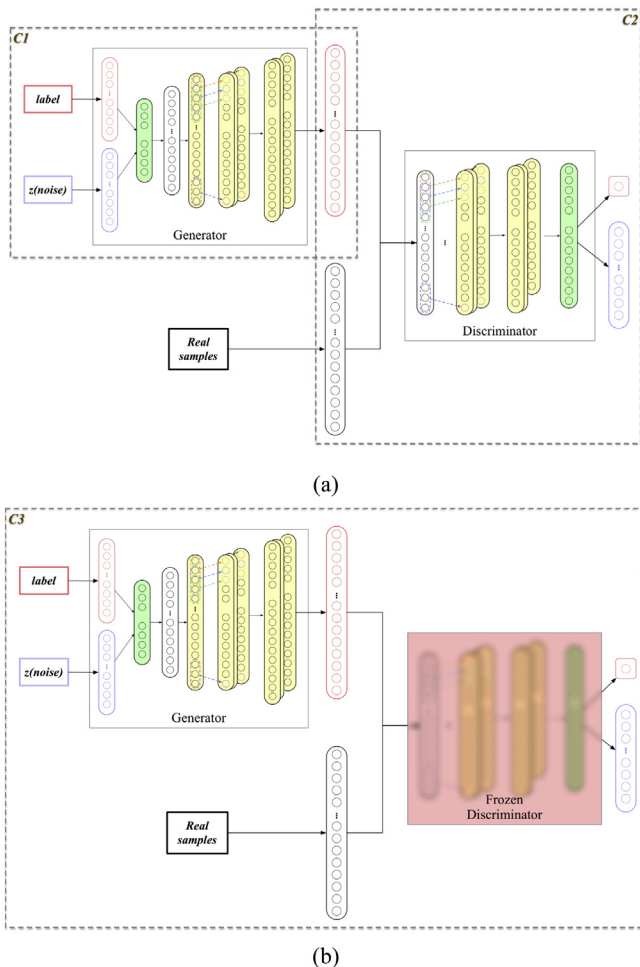 C1
C2
label
z(noise)
Generator
Real
samples
Discriminator
(a)
C3
label
z(noise)
Generator
Real
samples
Frozen
Discriminator
(b)